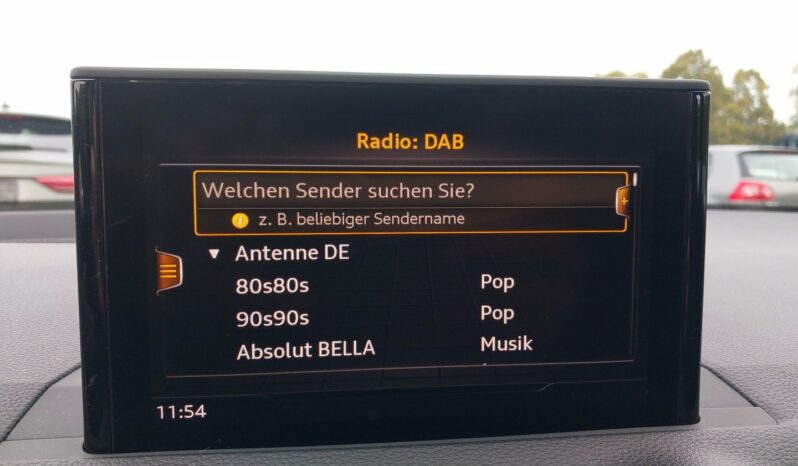 Radio: DAB
Welchen Sender suchen Sie?
z. B. beliebiger Sendername
Antenne DE
80s80s Pop
90s90s Pop
Absolut BELLA Musik
11:54